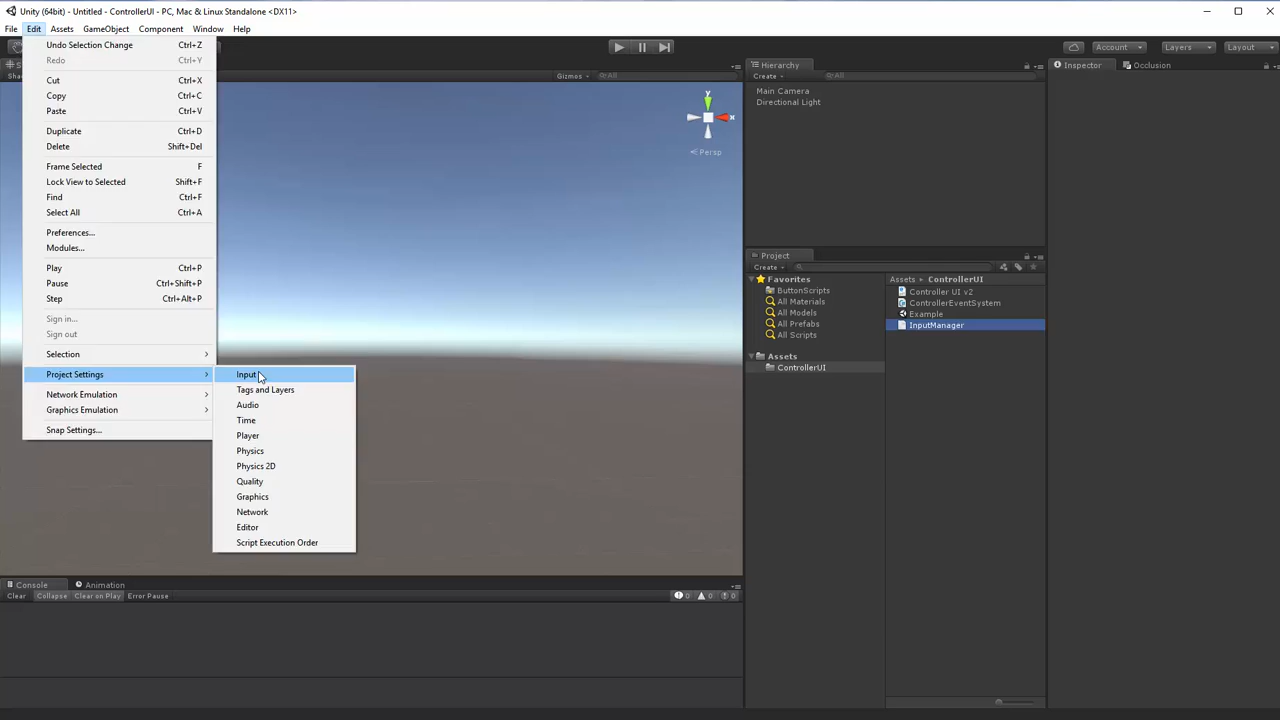 Unity (64bit) - Untitled - ControllerUI - PC, Mac & Linux Standalone <DX11>
File Edit Assets GameObject Component Window Help
Account Layers Layout
Undo Selection Change Ctrl+Z
Redo Ctrl+Y
Cut Ctrl+X
Copy Ctrl+C
Paste Ctrl+V
Duplicate Ctrl+D
Delete Shift+Del
Frame Selected F
Lock View to Selected Shift+F
Find Ctrl+F
Select All Ctrl+A
Preferences...
Modules...
Play Ctrl+P
Pause Ctrl+Shift+P
Step Ctrl+Alt+P
Sign in...
Sign out
Selection
Project Settings
Network Emulation
Graphics Emulation
Snap Settings...
Input
Tags and Layers
Audio
Time
Player
Physics
Physics 2D
Quality
Graphics
Network
Editor
Script Execution Order
Gizmos All
y
x
Persp
Hierarchy
Create All
Main Camera
Directional Light
Project
Create
Favorites
ButtonScripts
All Materials
All Models
All Prefabs
All Scripts
Assets
ControllerUI
Assets ControllerUI
Controller UI v2
ControllerEventSystem
Example
InputManager
Inspector Occlusion
Console Animation
Clear Collapse Clear on Play Error Pause 0 0 0